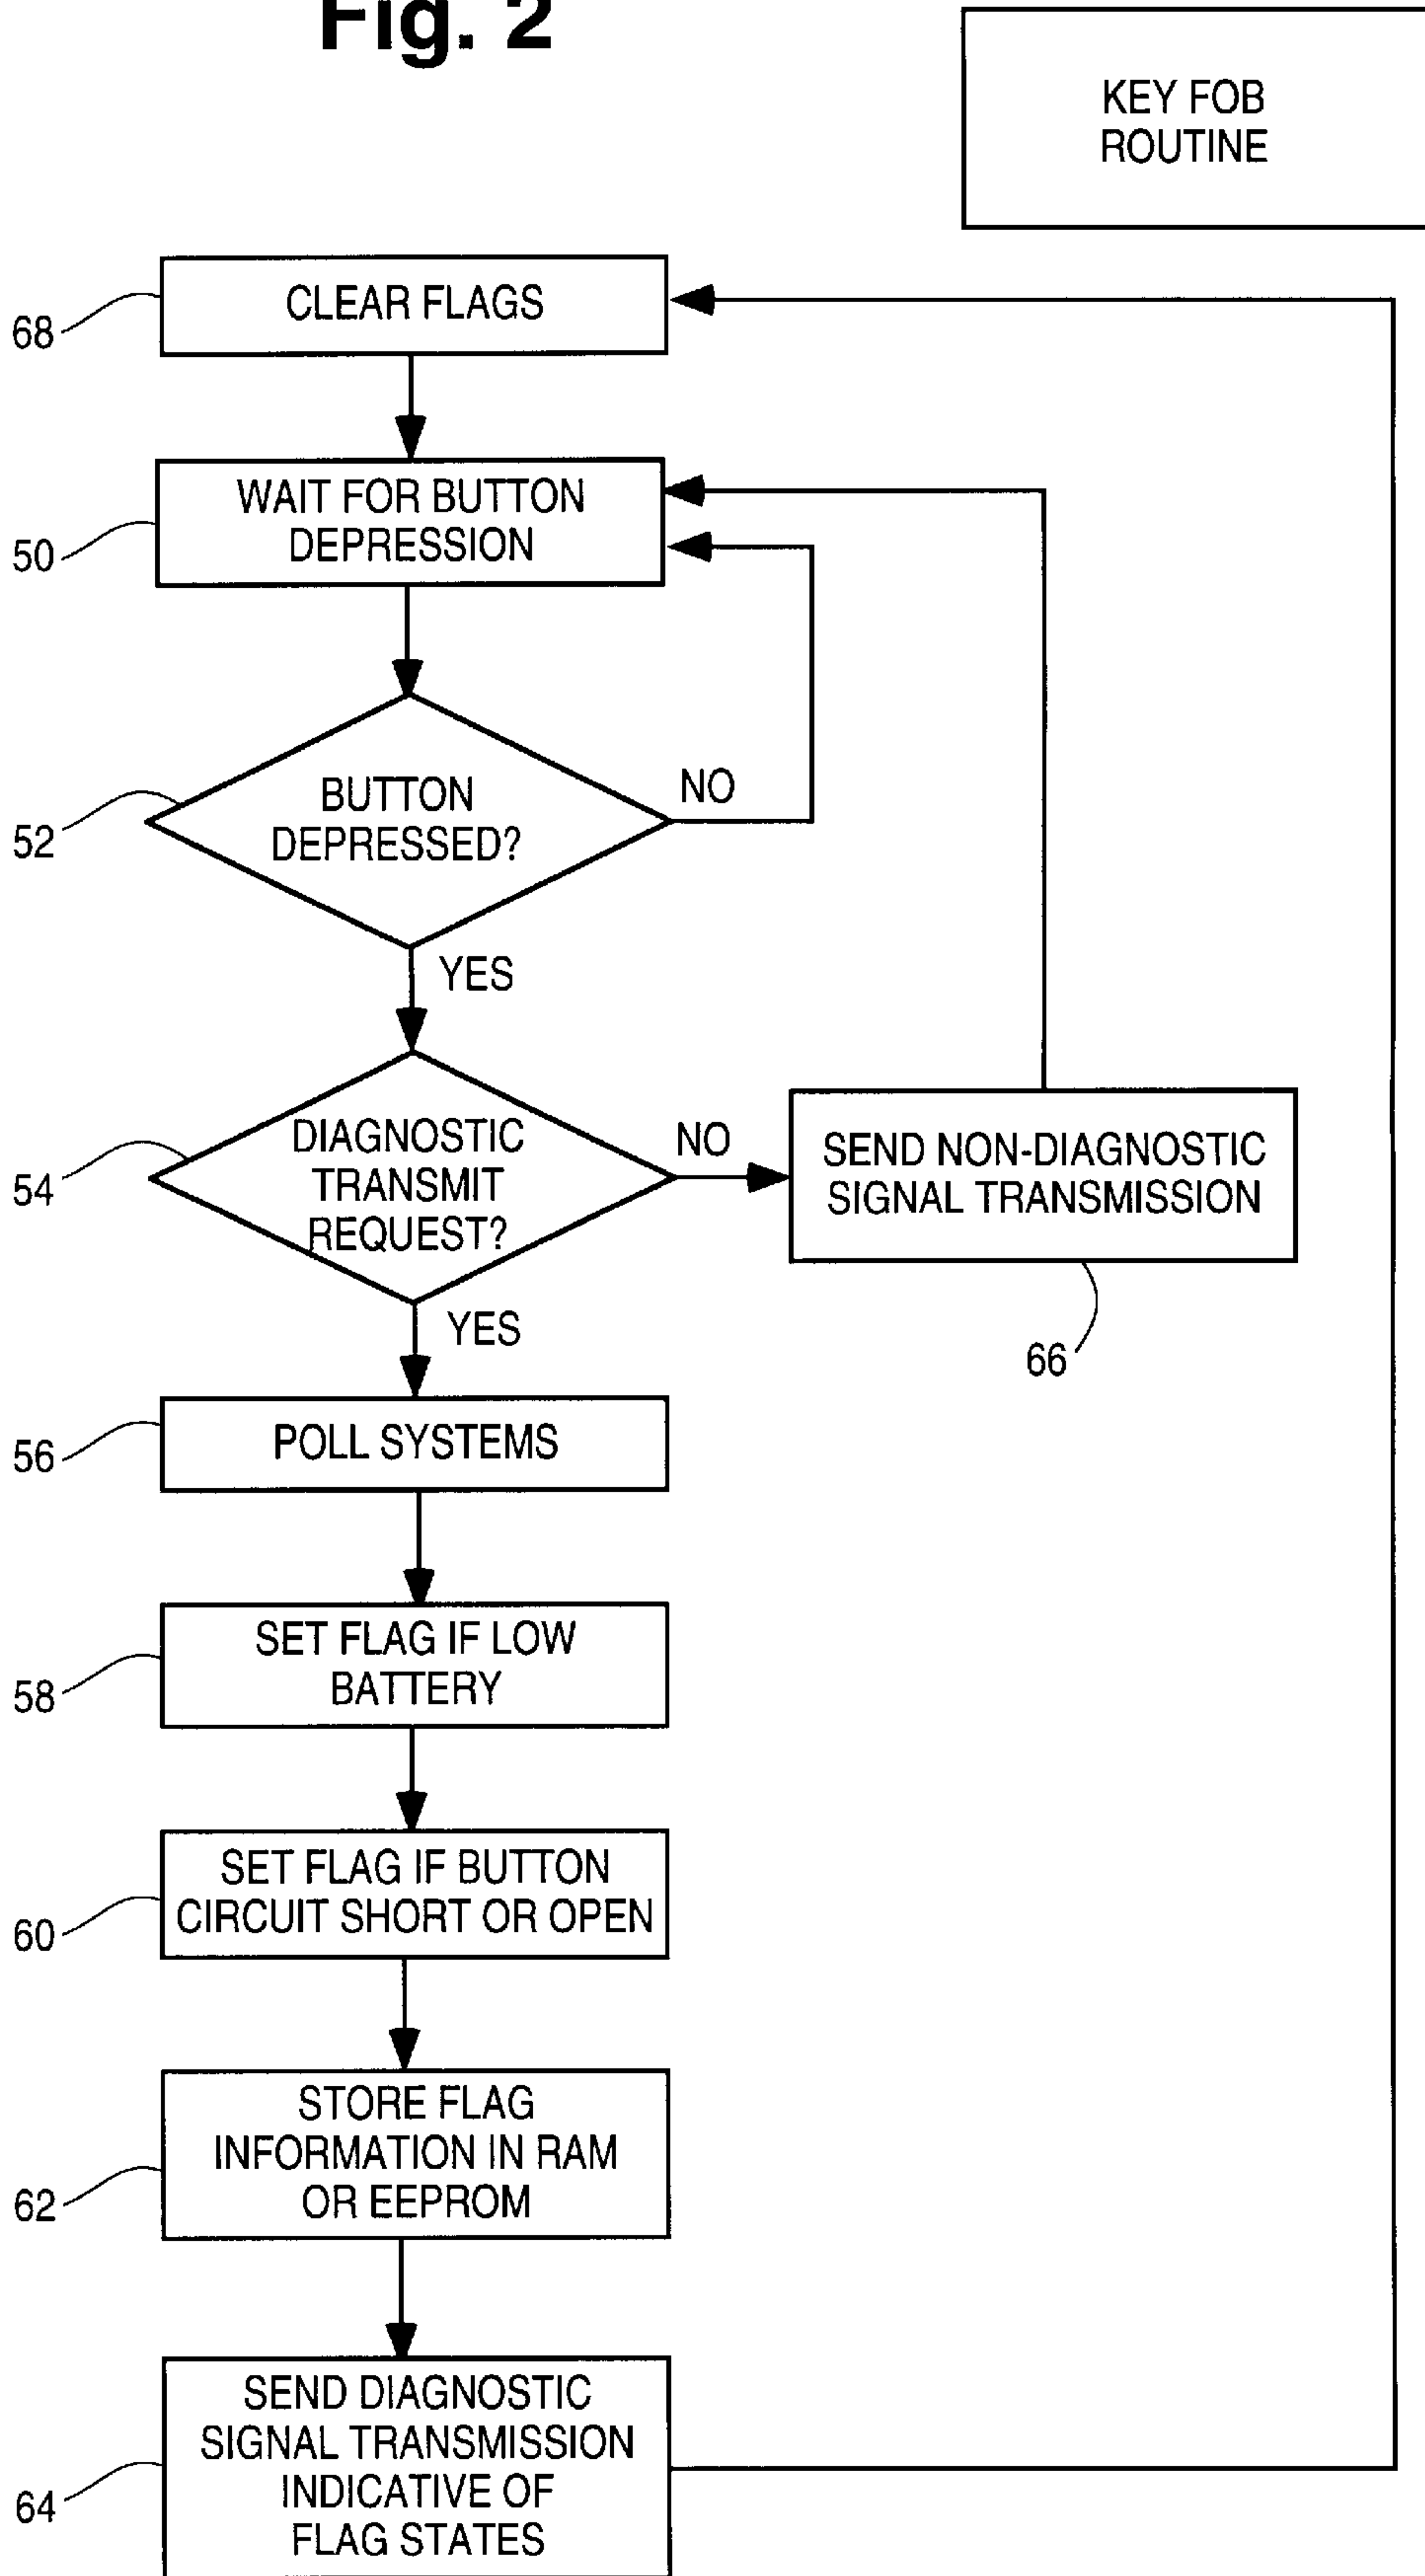 Fig. 2
KEY FOB
ROUTINE
CLEAR FLAGS
68
WAIT FOR BUTTON
DEPRESSION
50
BUTTON
DEPRESSED?
NO
52
YES
DIAGNOSTIC
TRANSMIT
REQUEST?
NO
54
SEND NON-DIAGNOSTIC
SIGNAL TRANSMISSION
66
YES
POLL SYSTEMS
56
SET FLAG IF LOW
BATTERY
58
SET FLAG IF BUTTON
CIRCUIT SHORT OR OPEN
60
STORE FLAG
INFORMATION IN RAM
OR EEPROM
62
SEND DIAGNOSTIC
SIGNAL TRANSMISSION
INDICATIVE OF
FLAG STATES
64